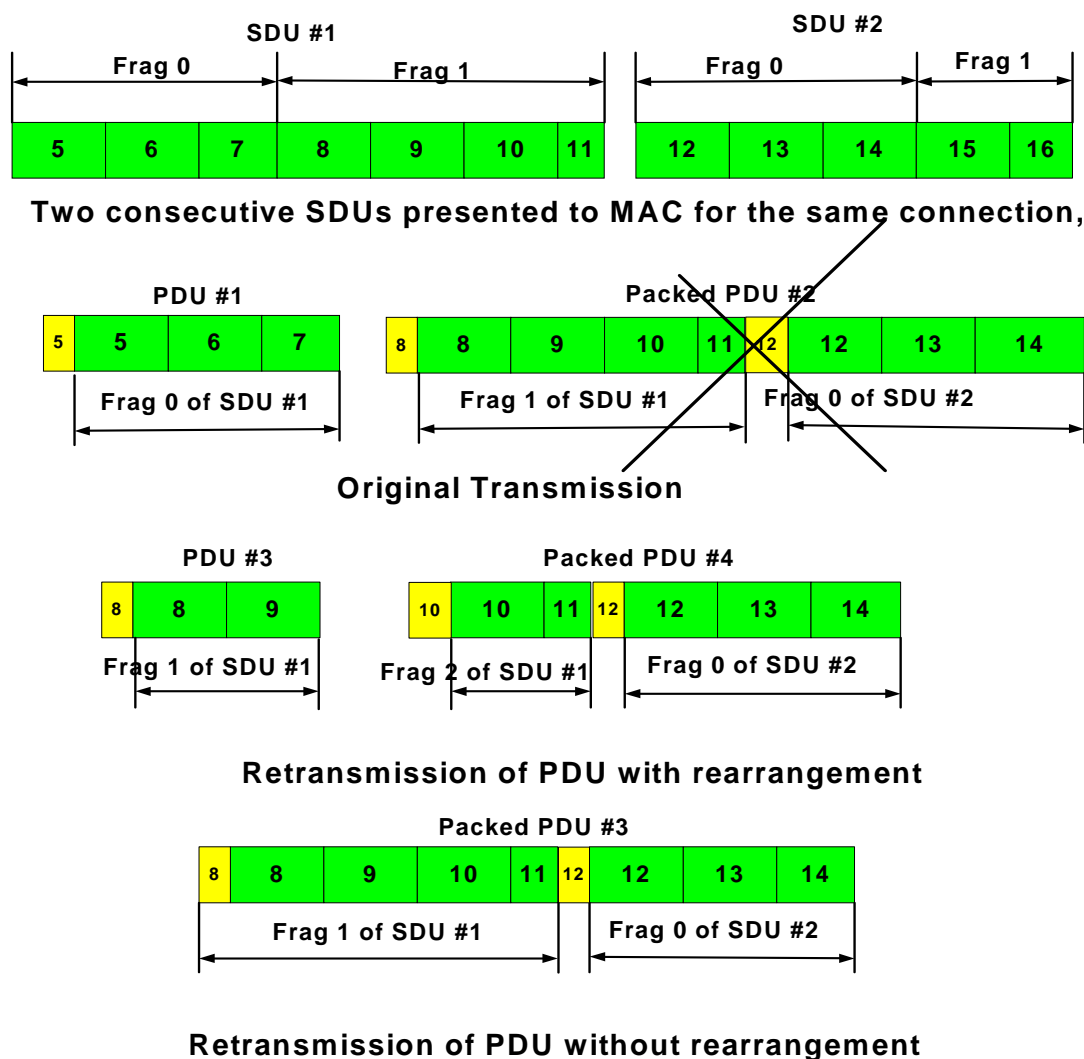 SDU #1
SDU #2
Frag 0
Frag 1
Frag 0
Frag 1
5 6 7 8 9 10 11
12 13 14 15 16
Two consecutive SDUs presented to MAC for the same connection,
PDU #1
Packed PDU #2
5 5 6 7
8 8 9 10 11 12 12 13 14
Frag 0 of SDU #1
Frag 1 of SDU #1
Frag 0 of SDU #2
Original Transmission
PDU #3
Packed PDU #4
8 8 9
10 10 11 12 12 13 14
Frag 1 of SDU #1
Frag 2 of SDU #1
Frag 0 of SDU #2
Retransmission of PDU with rearrangement
Packed PDU #3
8 8 9 10 11 12 12 13 14
Frag 1 of SDU #1
Frag 0 of SDU #2
Retransmission of PDU without rearrangement